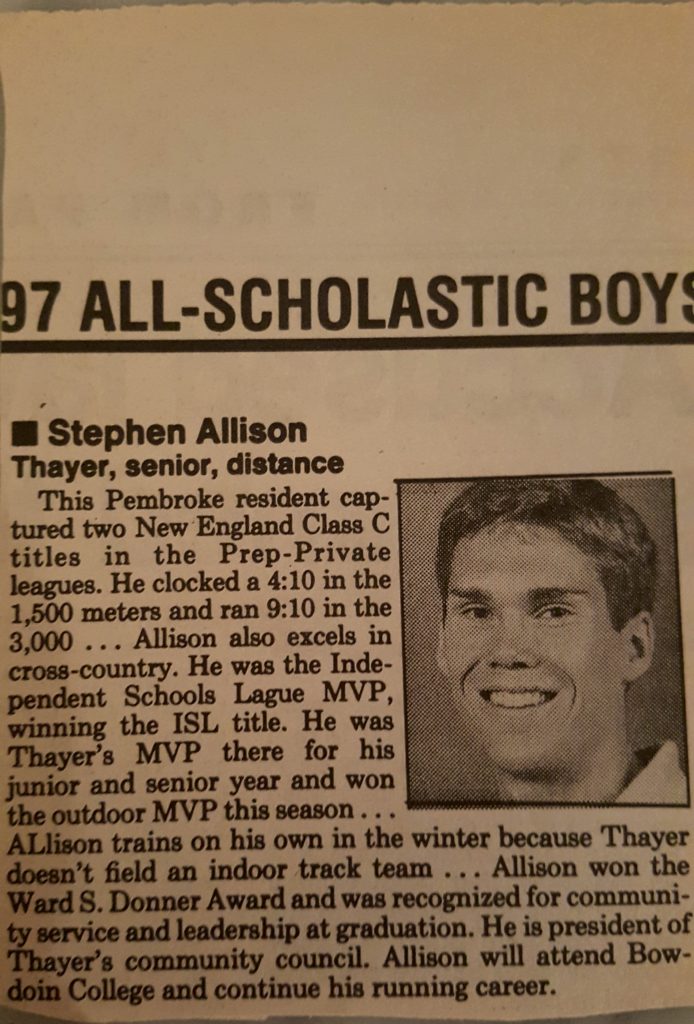 97 ALL-SCHOLASTIC BOYS
■ Stephen Allison
Thayer, senior, distance
This Pembroke resident cap-
tured two New England Class C
titles in the Prep-Private
leagues. He clocked a 4:10 in the
1,500 meters and ran 9:10 in the
3,000 ... Allison also excels in
cross-country. He was the Inde-
pendent Schools Lague MVP,
winning the ISL title. He was
Thayer's MVP there for his
junior and senior year and won
the outdoor MVP this season ...
ALlison trains on his own in the winter because Thayer
doesn't field an indoor track team ... Allison won the
Ward S. Donner Award and was recognized for communi-
ty service and leadership at graduation. He is president of
Thayer's community council. Allison will attend Bow-
doin College and continue his running career.